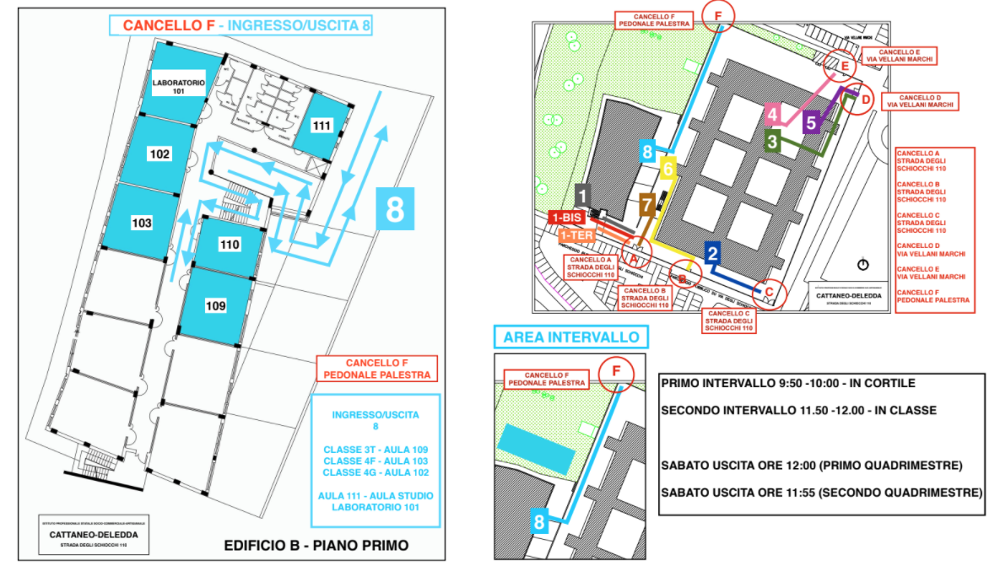 CANCELLO F - INGRESSO/USCITA 8
LABORATORIO
101
111
102
103
110
109
8
CANCELLO F
PEDONALE PALESTRA
INGRESSO/USCITA
8
CLASSE 3T - AULA 109
CLASSE 4F - AULA 103
CLASSE 4G - AULA 102
AULA 111 - AULA STUDIO
LABORATORIO 101
CATTANEO-DELEDDA
STRADA DEGLI SCHIOCCHI 110
EDIFICIO B - PIANO PRIMO
CANCELLO F
PEDONALE PALESTRA
F
VIA VELLANI MARCHI
CANCELLO E
VIA VELLANI MARCHI
E
D
CANCELLO D
VIA VELLANI MARCHI
4
5
3
8
6
7
1
1-BIS
1-TER
2
A
B
C
CANCELLO A
STRADA DEGLI
SCHIOCCHI 110
CANCELLO B
STRADA DEGLI
SCHIOCCHI 110
CANCELLO C
STRADA DEGLI
SCHIOCCHI 110
CATTANEO-DELEDDA
STRADA DEGLI SCHIOCCHI 110
CANCELLO A
STRADA DEGLI
SCHIOCCHI 110
CANCELLO B
STRADA DEGLI
SCHIOCCHI 110
CANCELLO C
STRADA DEGLI
SCHIOCCHI 110
CANCELLO D
VIA VELLANI MARCHI
CANCELLO E
VIA VELLANI MARCHI
CANCELLO F
PEDONALE PALESTRA
AREA INTERVALLO
CANCELLO F
PEDONALE PALESTRA
F
8
PRIMO INTERVALLO 9:50 -10:00 - IN CORTILE
SECONDO INTERVALLO 11.50 -12.00 - IN CLASSE
SABATO USCITA ORE 12:00 (PRIMO QUADRIMESTRE)
SABATO USCITA ORE 11:55 (SECONDO QUADRIMESTRE)